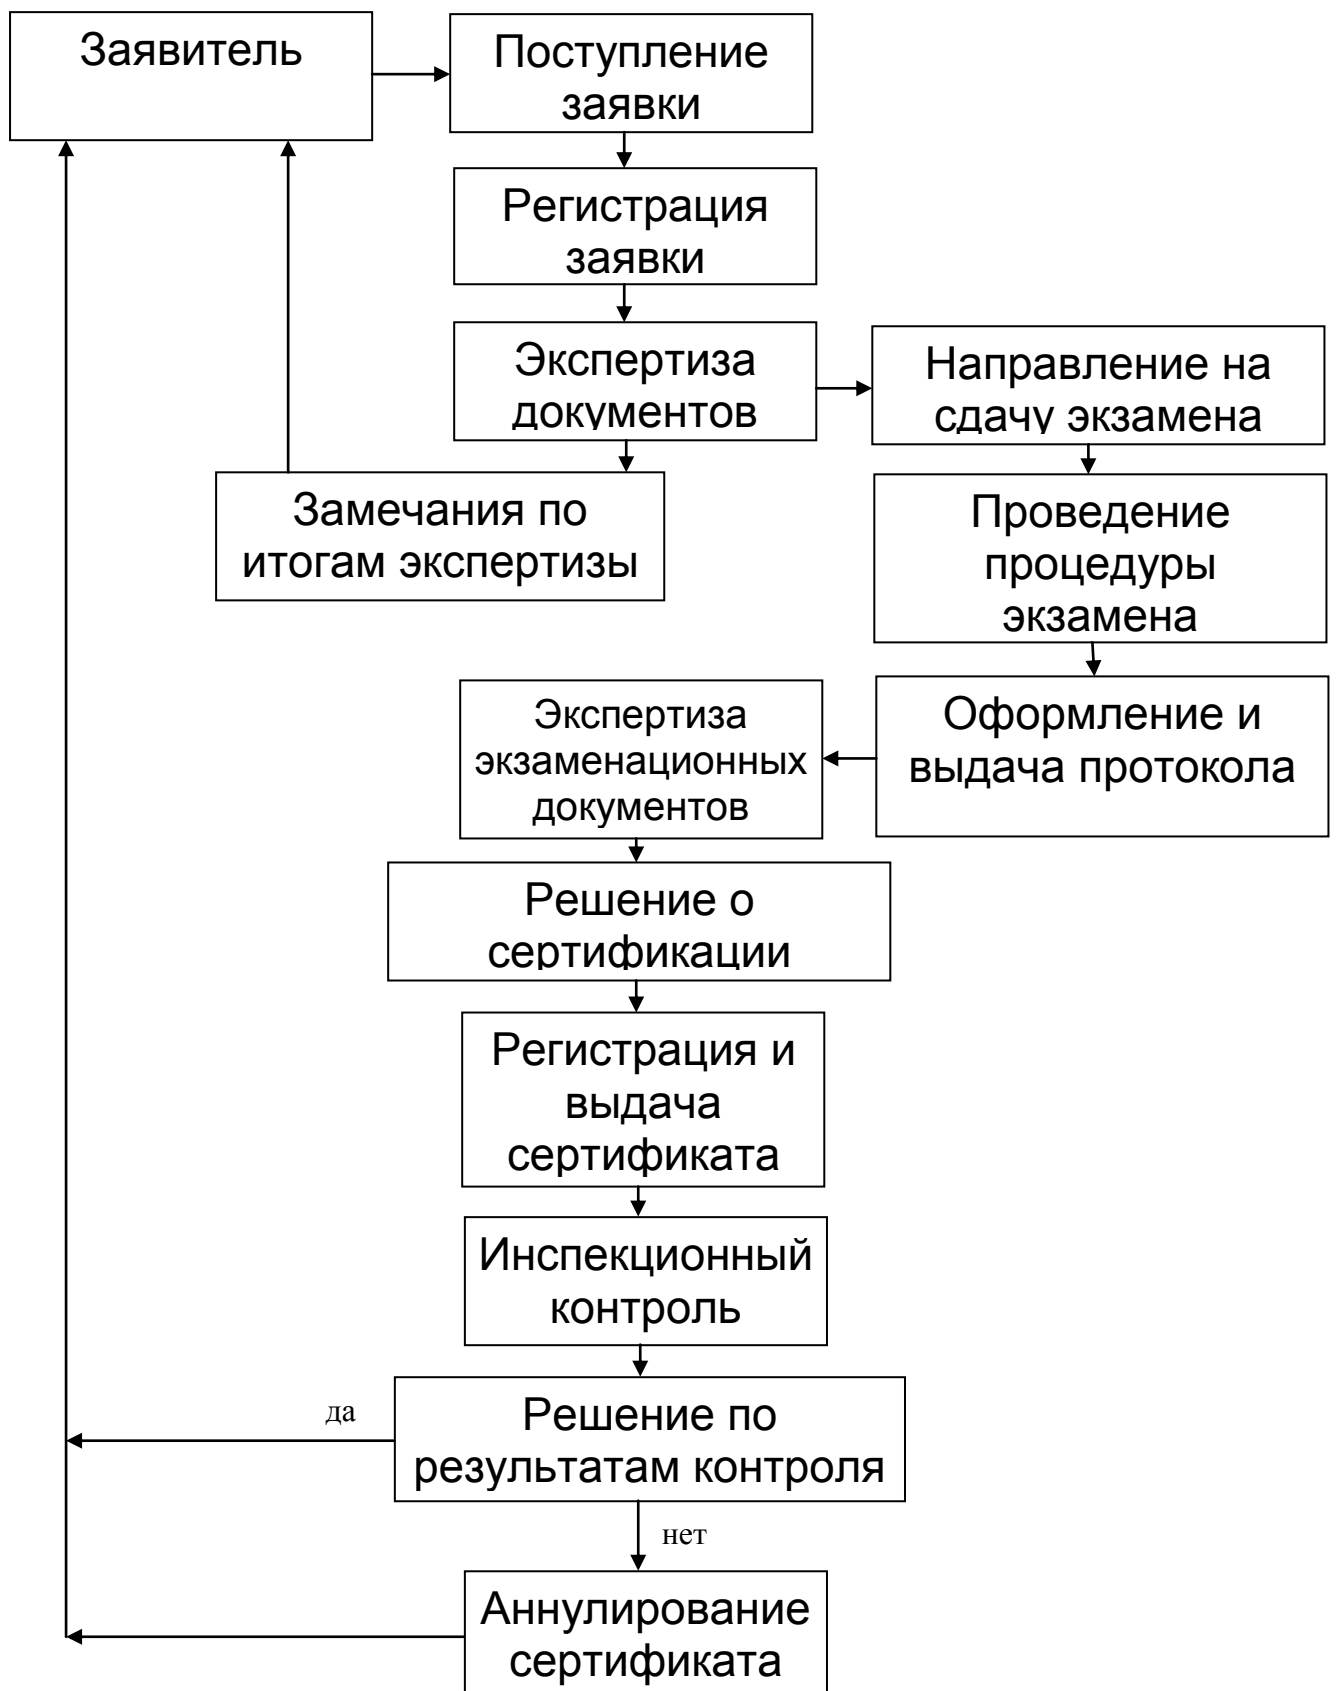 Заявитель
Поступление
заявки
Регистрация
заявки
Экспертиза
документов
Направление на
сдачу экзамена
Замечания по
итогам экспертизы
Проведение
процедуры
экзамена
Экспертиза
экзаменационных
документов
Оформление и
выдача протокола
Решение о
сертификации
Регистрация и
выдача
сертификата
Инспекционный
контроль
да
Решение по
результатам контроля
нет
Аннулирование
сертификата